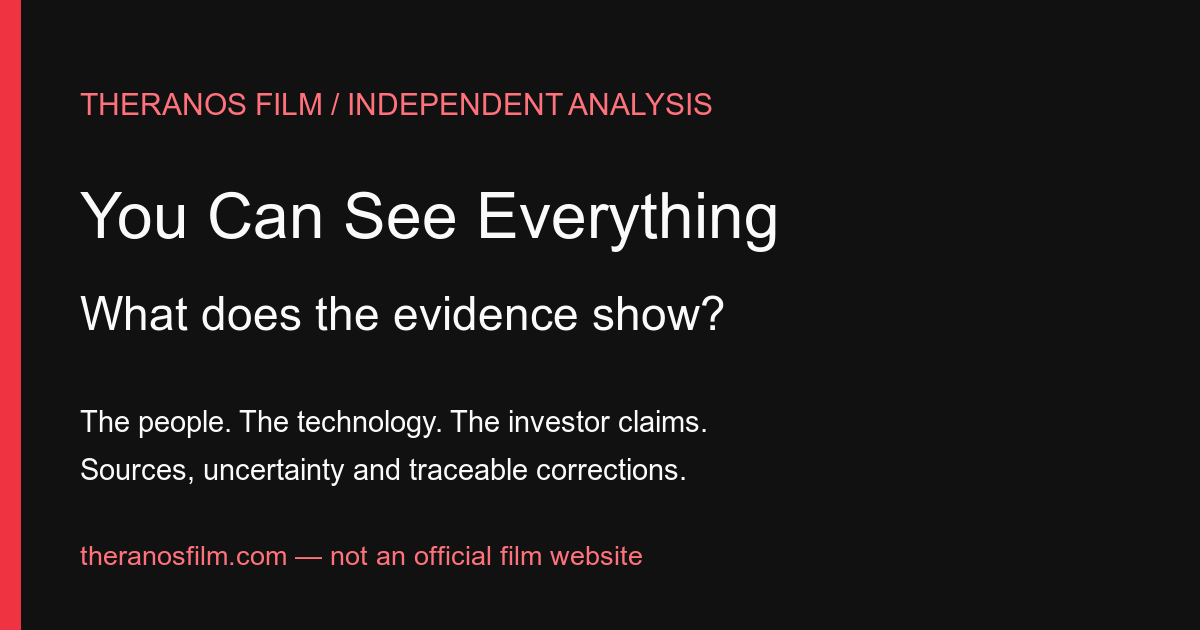 THERANOS FILM / INDEPENDENT ANALYSIS
You Can See Everything
What does the evidence show?
The people. The technology. The investor claims.
Sources, uncertainty and traceable corrections.
theranosfilm.com — not an official film website